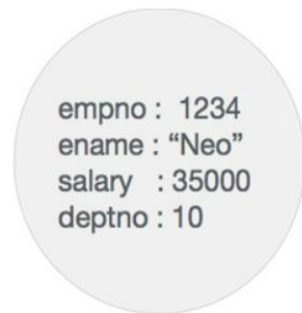 empno : 1234
ename : “Neo”
salary : 35000
deptno : 10